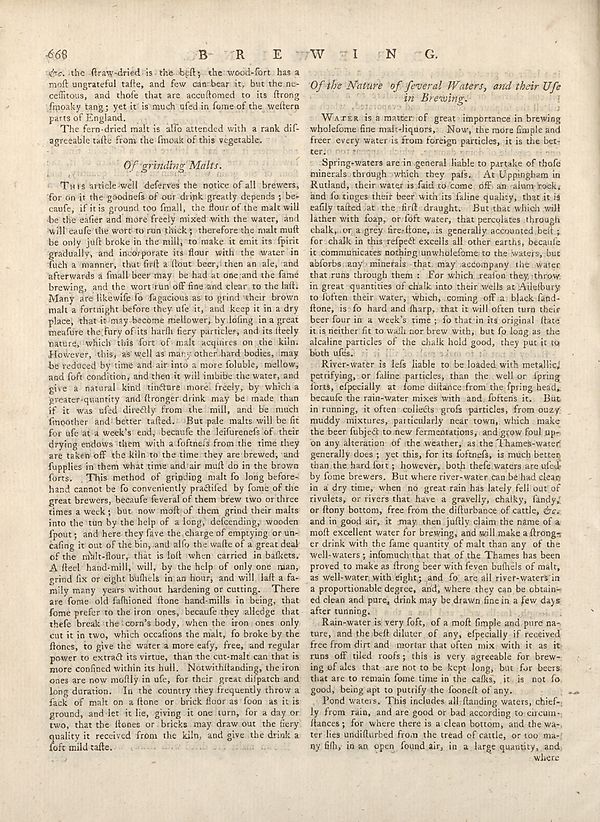 668 B R E W I N G.
&c. the ſtraw-dried is the beſt; the wood-ſort has a
moſt ungrateful taſte, and few can bear it, but the ne-
ceſſitous, and thoſe that are accuſtomed to its ſtrong
ſmoaky tang; yet it is much uſed in ſome of the weſtern
parts of England.
The fern-dried malt is alſo attended with a rank diſ-
agreeable taſte from the ſmoak of this vegetable.
Of grinding Malts.
THIS article well deſerves the notice of all brewers,
for on it the goodneſs of our drink greatly depends; be-
cauſe, if it is ground too ſmall, the flour of the malt will
be the eaſier and more freely mixed with the water, and
will cauſe the wort to run thick; therefore the malt muſt
be only juſt broke in the mill, to make it emit its ſpirit
gradually, and incorporate its flour with the water in
ſuch a manner, that firſt a ſtout beer, then an ale, and
afterwards a ſmall beer may be had at one and the ſame
brewing, and the wort run off fine and clear to the laſt.
Many are likewiſe ſo ſagacious as to grind their brown
malt a fortnight before they uſe it, and keep it in a dry
place, that it may become mellower, by loſing in a great
meaſure the fury of its harſh fiery particles, and its ſteely
nature, which this ſort of malt acquires on the kiln.
However, this, as well as many other hard bodies, may
be reduced by time and air into a more ſoluble, mellow,
and ſoft condition, and then it will imbibe the water, and
give a natural kind tincture more freely, by which a
greater quantity and ſtronger drink may be made than
if it was uſed directly from the mill, and be much
ſmoother and better taſted. But pale malts will be fit
for uſe at a week's end, becauſe the leiſureneſs of their
drying endows them with a ſoftneſs from the time they
are taken off the kiln to the time they are brewed, and
ſupplies in them what time and air muſt do in the brown
ſorts. This method of grinding malt ſo long before-
hand cannot be ſo conveniently practiſed by ſome of the
great brewers, becauſe ſeveral of them brew two or three
times a week; but now moſt of them grind their malts
into the tun by the help of a long, deſcending, wooden
ſpout; and here they ſave the charge of emptying or un-
caſing it out of the bin, and alſo the waſte of a great deal
of the malt-flour, that is loſt when carried in baſkets.
A ſteel hand-mill, will, by the help of only one man,
grind ſix or eight buſhels in an hour, and will laſt a fa-
mily many years without hardening or cutting. There
are ſome old faſhioned ſtone hand-mills in being, that
ſome prefer to the iron ones, becauſe they alledge that
theſe break the corn's body, when the iron ones only
cut it in two, which occaſions the malt, ſo broke by the
ſtones, to give the water a more eaſy, free, and regular
power to extract its virtue, than the cut-malt can that is
more confined within its hull. Notwithſtanding, the iron
ones are now moſtly in uſe, for their great diſpatch and
long duration. In the country they frequently throw a
ſack of malt on a ſtone or brick floor as ſoon as it is
ground, and let it lie, giving it one turn, for a day or
two, that the ſtones or bricks may draw out the fiery
quality it received from the kiln, and give the drink a
ſoft mild taſte.
Of the Nature of ſeveral Waters, and their Uſe
in Brewing.
WATER is a matter of great importance in brewing
wholeſome fine malt-liquors. Now, the more ſimple and
freer every water is from foreign particles, it is the bet-
ter.
Spring-waters are in general liable to partake of thoſe
minerals through which they paſs. At Uppingham in
Rutland, their water is ſaid to come off an alum rock,
and ſo tinges their beer with its ſaline quality, that it is
eaſily taſted at the firſt draught. But that which will
lather with ſoap, or ſoft water, that percolates through
chalk, or a grey fire-ſtone, is generally accounted beſt;
for chalk in this reſpect excells all other earths, becauſe
it communicates nothing unwholeſome to the waters, but
abſorbs any minerals that may accompany the water
that runs through them: For which reaſon they throw
in great quantities of chalk into their wells at Aileſbury
to ſoften their water, which, coming off a black ſand-
ſtone, is ſo hard and ſharp, that it will often turn their
beer ſour in a week's time; ſo that in its original ſtate
it is neither fit to waſh nor brew with, but ſo long as the
alcaline particles of the chalk hold good, they put it to
both uſes.
River-water is leſs liable to be loaded with metallic,
petrifying, or ſaline particles, than the well or ſpring
ſorts, eſpecially at ſome diſtance from the ſpring head,
becauſe the rain-water mixes with and ſoftens it. But
in running, it often collects groſs particles, from ouzy
muddy mixtures, particularly near town, which make
the beer ſubject to new fermentations, and grow foul up-
on any alteration of the weather, as the Thames-water
generally does; yet this, for its ſoftneſs, is much better
than the hard ſort; however, both theſe waters are uſed
by ſome brewers. But where river-water can be had clean
in a dry time, when no great rain has lately fell out of
rivulets, or rivers that have a gravelly, chalky, ſandy,
or ſtony bottom, free from the diſturbance of cattle, &c.
and in good air, it may then juſtly claim the name of a
moſt excellent water for brewing, and will make a ſtrong-
er drink with the ſame quantity of malt than any of the
well-waters; inſomuch that that of the Thames has been
proved to make as ſtrong beer with ſeven buſhels of malt,
as well-water with eight; and ſo are all river-waters in
a proportionable degree, and, where they can be obtain-
ed clean and pure, drink may be drawn fine in a few days
after tunning.
Rain-water is very ſoft, of a moſt ſimple and pure na-
ture, and the beſt diluter of any, eſpecially if received
free from dirt and mortar that often mix with it as it
runs off tiled roofs; this is very agreeable for brew-
ing of ales that are not to be kept long, but for beers
that are to remain ſome time in the caſks, it is not ſo
good, being apt to putrify the ſooneſt of any.
Pond waters. This includes all ſtanding waters, chief-
ly from rain, and are good or bad according to circum-
ſtances; for where there is a clean bottom, and the wa-
ter lies undiſturbed from the tread of cattle, or too ma-
ny fiſh, in an open ſound air, in a large quantity, and
where